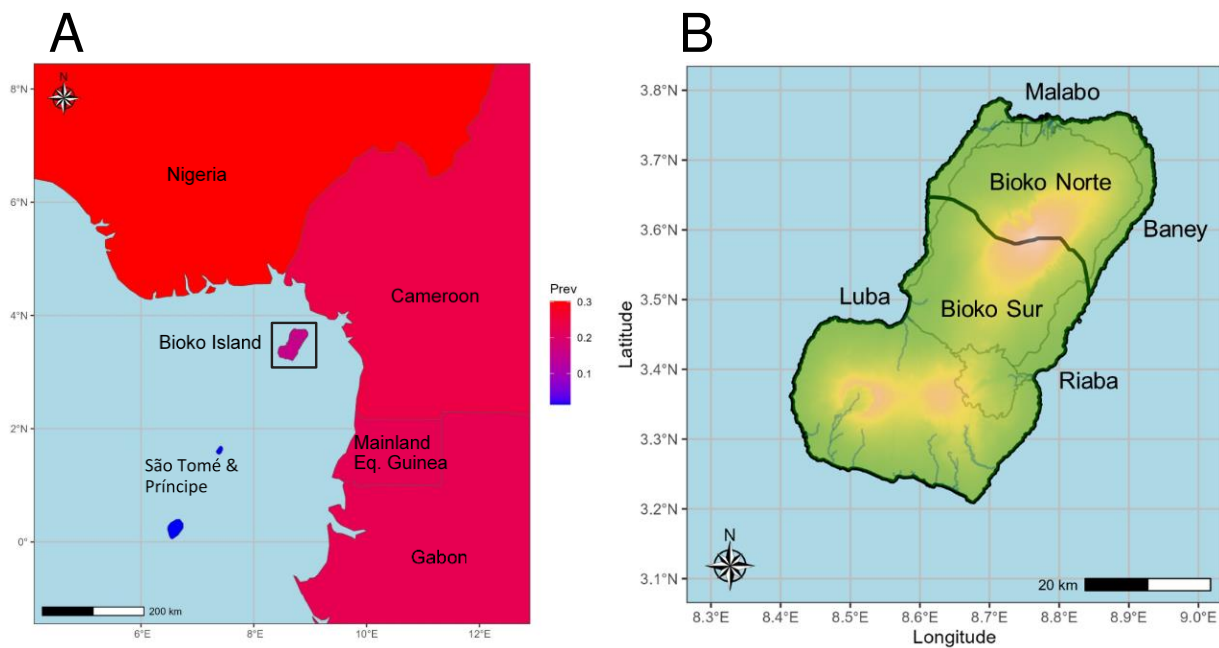 A
B
N
8°N
6°N
4°N
2°N
0°
Nigeria
Cameroon
Bioko Island
Mainland
Eq. Guinea
São Tomé &
Príncipe
Gabon
200 km
6°E
8°E
10°E
12°E
Prev
0.3
0.2
0.1
3.8°N
3.7°N
3.6°N
3.5°N
3.4°N
3.3°N
3.2°N
3.1°N
Latitude
Malabo
Bioko Norte
Baney
Luba
Bioko Sur
Riaba
N
20 km
8.3°E
8.4°E
8.5°E
8.6°E
8.7°E
8.8°E
8.9°E
9.0°E
Longitude